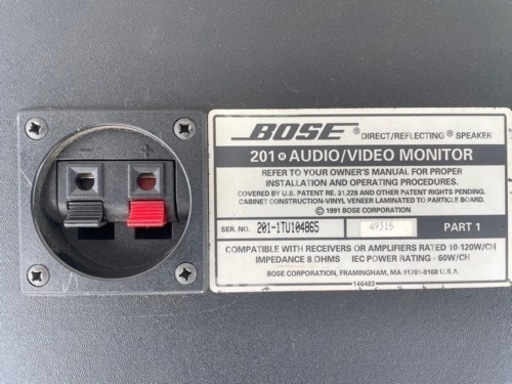 - +
BOSE® DIRECT/REFLECTING® SPEAKER
201® AUDIO/VIDEO MONITOR
REFER TO YOUR OWNER'S MANUAL FOR PROPER
INSTALLATION AND OPERATING PROCEDURES.
COVERED BY U.S. PATENT RE. 31,228 AND OTHER PATENT RIGHTS PENDING.
CABINET CONSTRUCTION-VINYL VENEER LAMINATED TO PARTICLE BOARD.
© 1991 BOSE CORPORATION
SER. NO. 201-1TU104865 49315 PART 1
COMPATIBLE WITH RECEIVERS OR AMPLIFIERS RATED 10-120W/CH
IMPEDANCE 8 OHMS IEC POWER RATING - 60W/CH
BOSE CORPORATION, FRAMINGHAM, MA 01701-9168 U.S.A.
146483